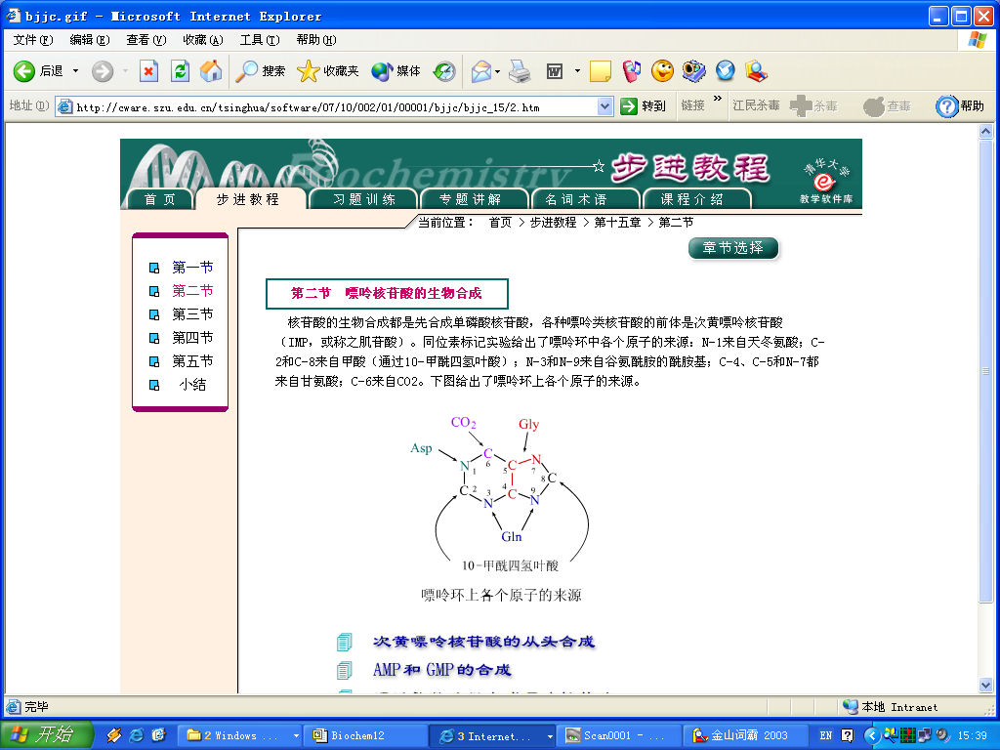 bjjc.gif - Microsoft Internet Explorer
文件(F) 编辑(E) 查看(V) 收藏(A) 工具(T) 帮助(H)
后退 搜索 收藏夹 媒体
地址(D) http://cware.szu.edu.cn/tsinghua/software/07/10/002/01/00001/bjjc/bjjc_15/2.htm 转到 链接 » 江民杀毒 杀毒 查毒 帮助
Biochemistry 步进教程 清华大学
教学软件库
首页 步进教程 习题训练 专题讲解 名词术语 课程介绍
当前位置： 首页 > 步进教程 > 第十五章 > 第二节
章节选择
第一节
第二节
第三节
第四节
第五节
小结
第二节 嘌呤核苷酸的生物合成
核苷酸的生物合成都是先合成单磷酸核苷酸，各种嘌呤类核苷酸的前体是次黄嘌呤核苷酸
（IMP，或称之肌苷酸）。同位素标记实验给出了嘌呤环中各个原子的来源：N-1来自天冬氨酸；C-
2和C-8来自甲酸（通过10-甲酰四氢叶酸）；N-3和N-9来自谷氨酰胺的酰胺基；C-4、C-5和N-7都
来自甘氨酸；C-6来自CO2。下图给出了嘌呤环上各个原子的来源。
CO2 Gly
Asp
C 6
N 1 5 C N 7
C 2 3 4 9 8 C
N C N
Gln
10-甲酰四氢叶酸
嘌呤环上各个原子的来源
次黄嘌呤核苷酸的从头合成
AMP和GMP的合成
完毕 本地 Intranet
开始 2 Windows ... Biochem12 3 Internet... Scan0001 - ... 金山词霸 2003 EN 15:39